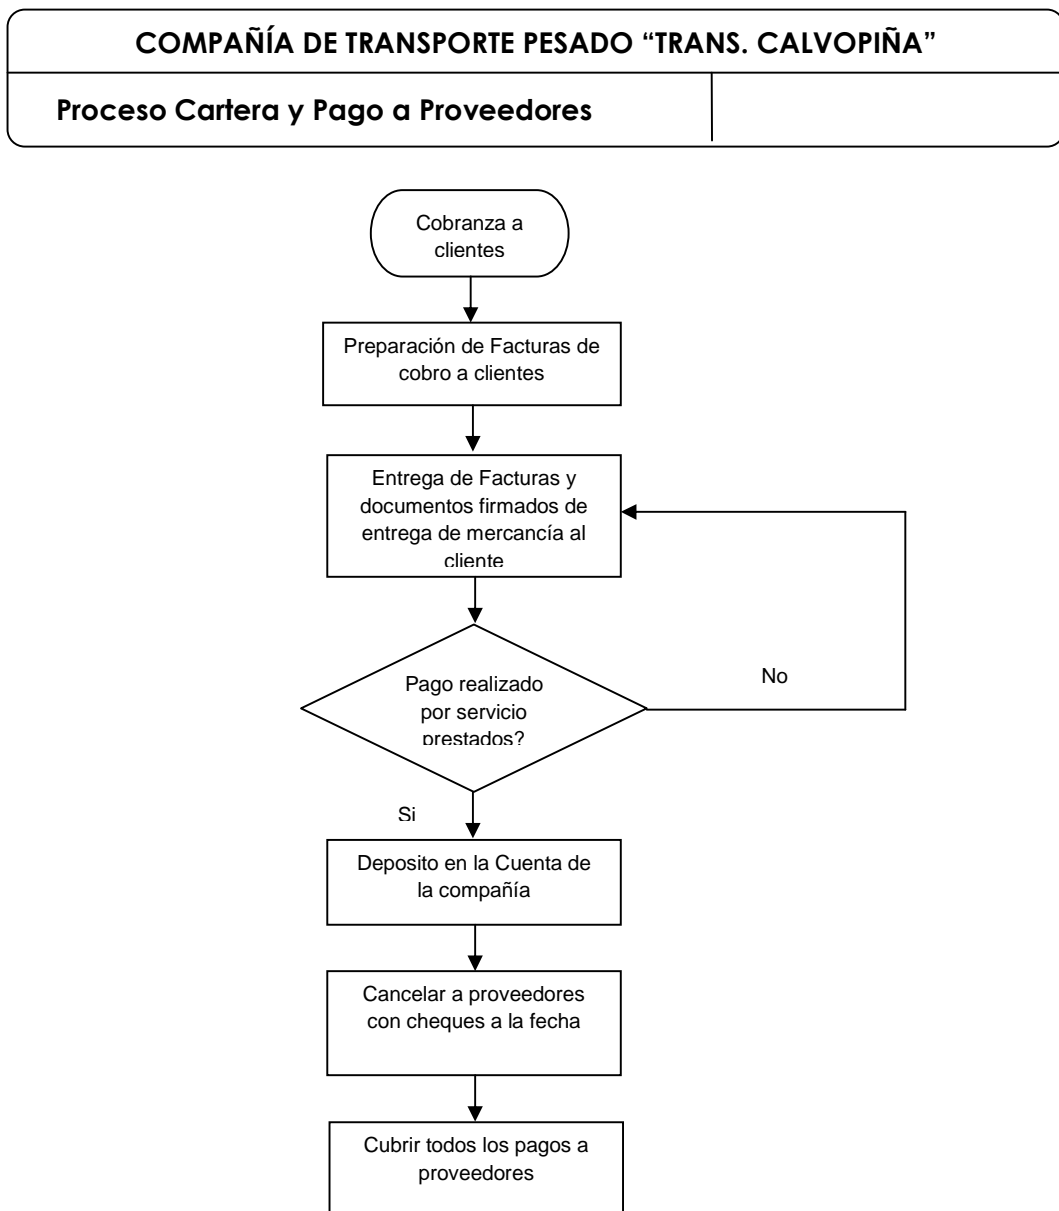 COMPAÑÍA DE TRANSPORTE PESADO “TRANS. CALVOPIÑA”
Proceso Cartera y Pago a Proveedores
Cobranza a
clientes
Preparación de Facturas de
cobro a clientes
Entrega de Facturas y
documentos firmados de
entrega de mercancía al
cliente
Pago realizado
por servicio
prestados?
No
Si
Deposito en la Cuenta de
la compañía
Cancelar a proveedores
con cheques a la fecha
Cubrir todos los pagos a
proveedores